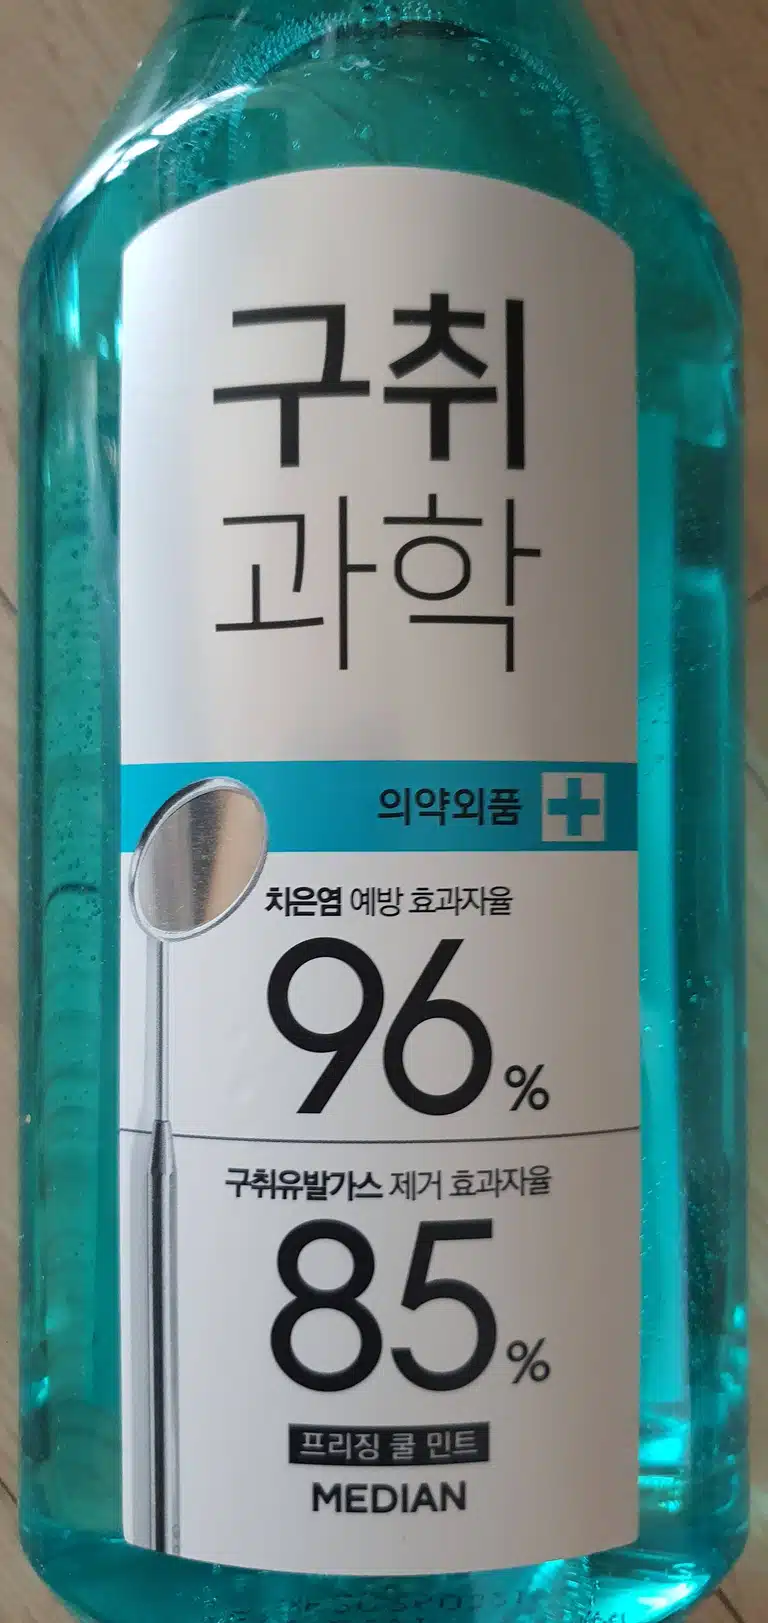 구취
과학
의약외품
치은염 예방 효과자율
96%
구취유발가스 제거 효과자율
85%
프리징 쿨 민트
MEDIAN